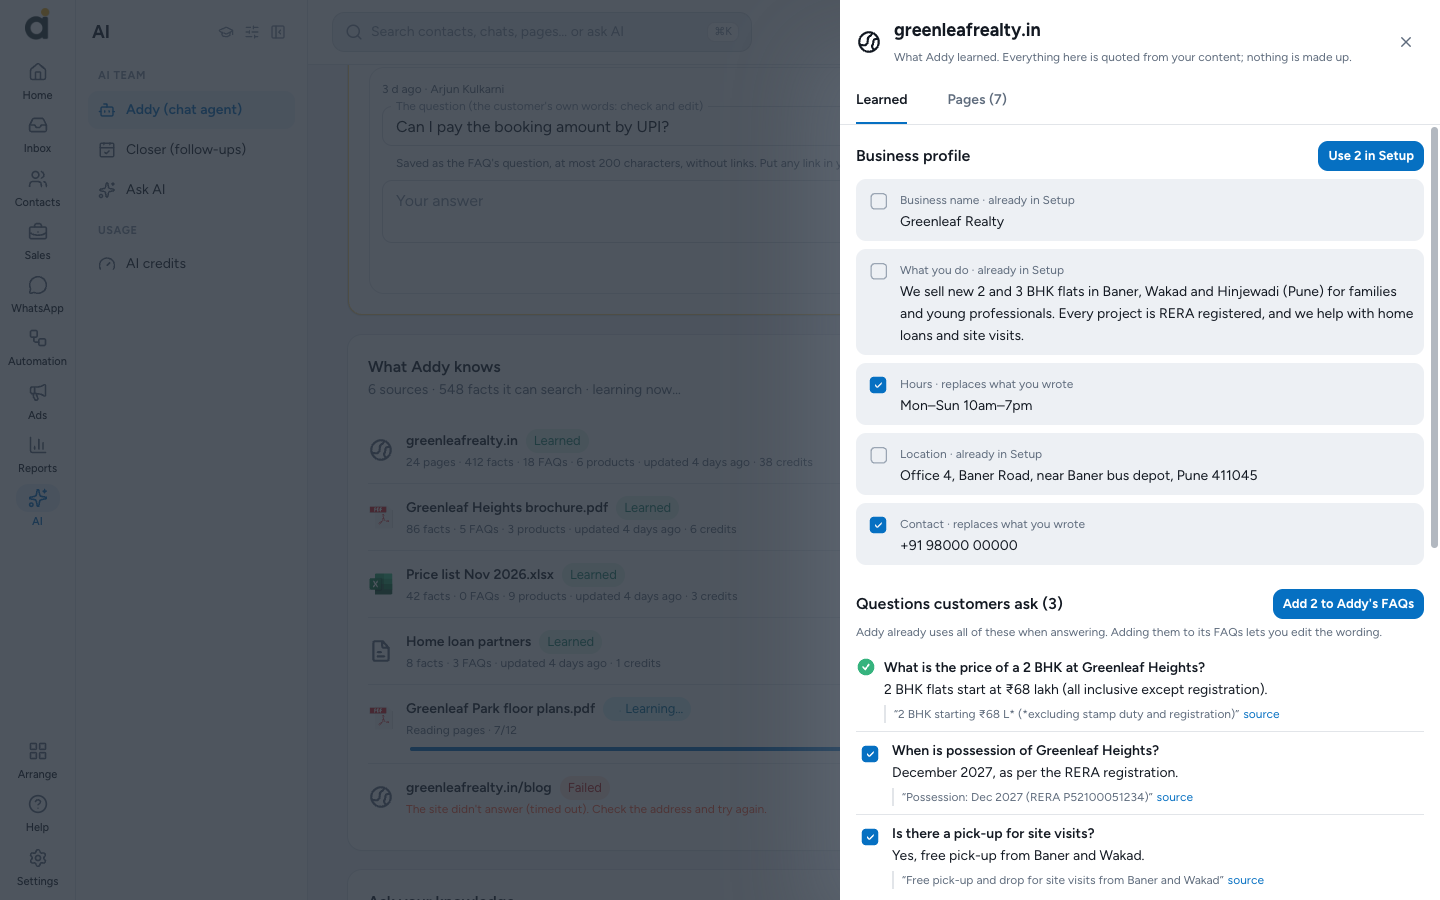 AI
Search contacts, chats, pages... or ask AI
⌘K
Home
Inbox
Contacts
Sales
WhatsApp
Automation
Ads
Reports
AI
Arrange
Help
Settings
AI TEAM
Addy (chat agent)
Closer (follow-ups)
Ask AI
USAGE
AI credits
3 d ago · Arjun Kulkarni
The question (the customer's own words: check and edit)
Can I pay the booking amount by UPI?
Saved as the FAQ's question, at most 200 characters, without links. Put any link in
Your answer
What Addy knows
6 sources · 548 facts it can search · learning now...
greenleafrealty.in Learned
24 pages · 412 facts · 18 FAQs · 6 products · updated 4 days ago · 38 credits
Greenleaf Heights brochure.pdf Learned
86 facts · 5 FAQs · 3 products · updated 4 days ago · 6 credits
Price list Nov 2026.xlsx Learned
42 facts · 0 FAQs · 9 products · updated 4 days ago · 3 credits
Home loan partners Learned
8 facts · 3 FAQs · updated 4 days ago · 1 credits
Greenleaf Park floor plans.pdf Learning...
Reading pages · 7/12
greenleafrealty.in/blog Failed
The site didn't answer (timed out). Check the address and try again.
greenleafrealty.in
What Addy learned. Everything here is quoted from your content; nothing is made up.
Learned
Pages (7)
Business profile
Use 2 in Setup
Business name · already in Setup
Greenleaf Realty
What you do · already in Setup
We sell new 2 and 3 BHK flats in Baner, Wakad and Hinjewadi (Pune) for families
and young professionals. Every project is RERA registered, and we help with home
loans and site visits.
Hours · replaces what you wrote
Mon–Sun 10am–7pm
Location · already in Setup
Office 4, Baner Road, near Baner bus depot, Pune 411045
Contact · replaces what you wrote
+91 98000 00000
Questions customers ask (3)
Add 2 to Addy's FAQs
Addy already uses all of these when answering. Adding them to its FAQs lets you edit the wording.
What is the price of a 2 BHK at Greenleaf Heights?
2 BHK flats start at ₹68 lakh (all inclusive except registration).
"2 BHK starting ₹68 L* (*excluding stamp duty and registration)" source
When is possession of Greenleaf Heights?
December 2027, as per the RERA registration.
"Possession: Dec 2027 (RERA P52100051234)" source
Is there a pick-up for site visits?
Yes, free pick-up from Baner and Wakad.
"Free pick-up and drop for site visits from Baner and Wakad" source